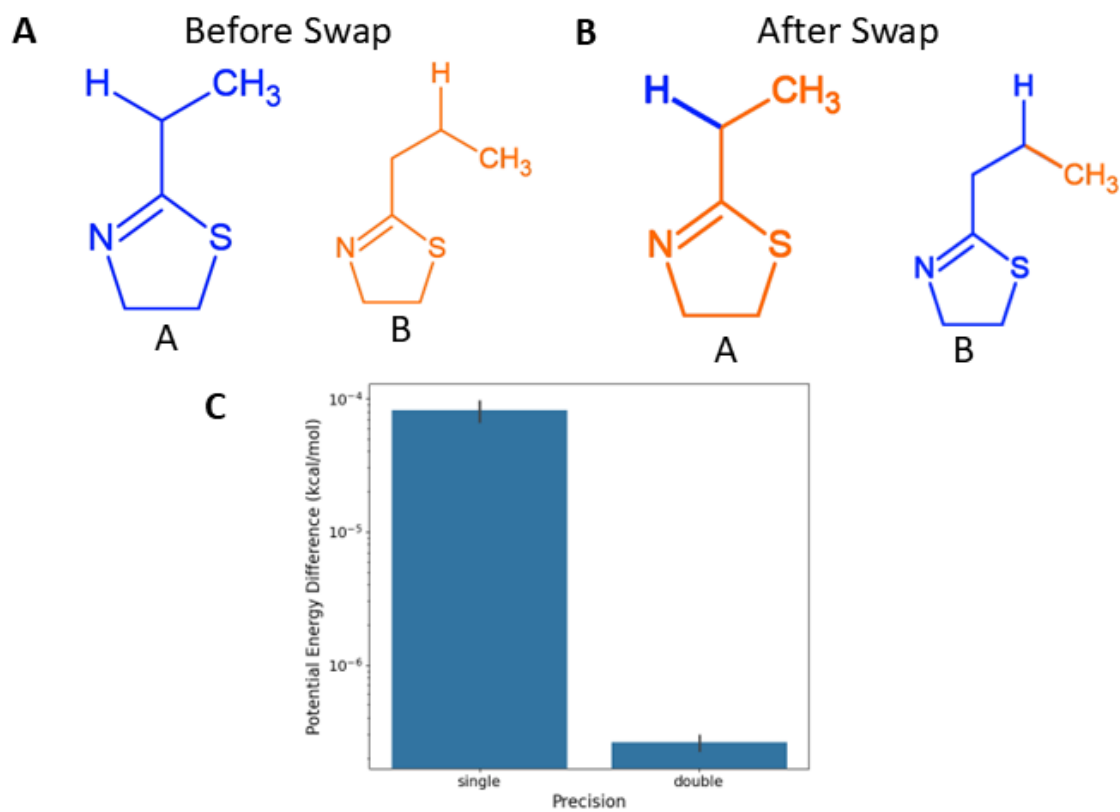 A Before Swap B After Swap
H CH3 H H CH3 H
CH3 CH3
N S N S N S N S
A B A B
C
10^-4
10^-5
10^-6
Potential Energy Difference (kcal/mol)
single double
Precision